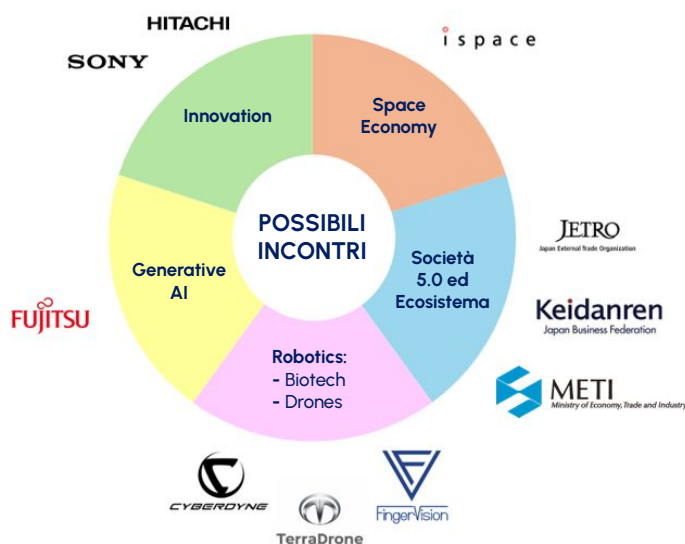 HITACHI
SONY
ispace
Innovation
Space
Economy
POSSIBILI
INCONTRI
Generative
AI
Società
5.0 ed
Ecosistema
JETRO
Japan External Trade Organization
Keidanren
Japan Business Federation
FUJITSU
Robotics:
- Biotech
- Drones
METI
Ministry of Economy, Trade and Industry
CYBERDYNE
TerraDrone
FingerVision